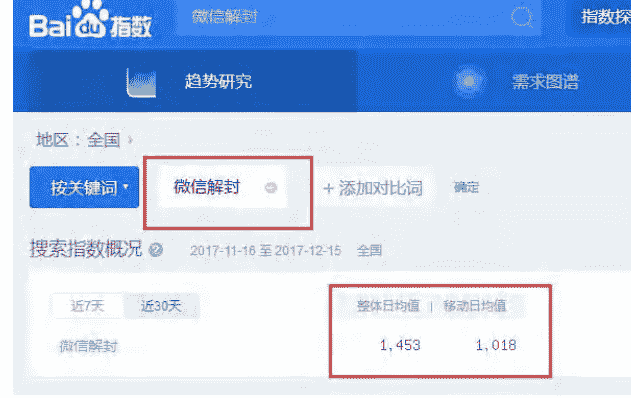 Bai du 指数 微信解封 指数探
趋势研究 需求图谱
地区：全国 ›
按关键词 微信解封 + 添加对比词 确定
搜索指数概况 ? 2017-11-16 至 2017-12-15 全国
近7天 近30天 整体日均值 | 移动日均值
微信解封 1,453 1,018